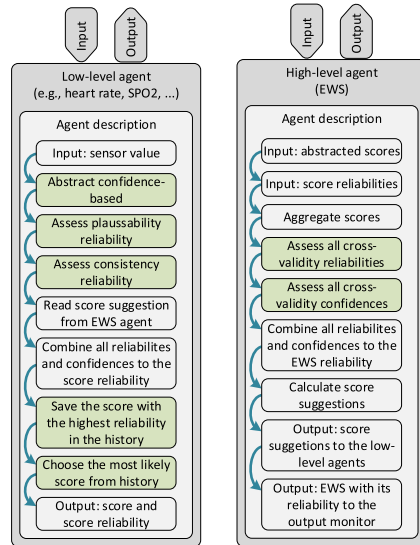 Input
Output
Low-level agent
(e.g., heart rate, SPO2, ...)
Agent description
Input: sensor value
Abstract confidence-
based
Assess plaussability
reliability
Assess consistency
reliability
Read score suggestion
from EWS agent
Combine all reliabilites
and confidences to the
score reliability
Save the score with
the highest reliability
in the history
Choose the most likely
score from history
Output: score and
score reliability
Input
Output
High-level agent
(EWS)
Agent description
Input: abstracted scores
Input: score reliabilities
Aggregate scores
Assess all cross-
validity reliabilities
Assess all cross-
validity confidences
Combine all reliabilites
and confidences to the
EWS reliability
Calculate score
suggestions
Output: score
suggetions to the low-
level agents
Output: EWS with its
reliability to the
output monitor